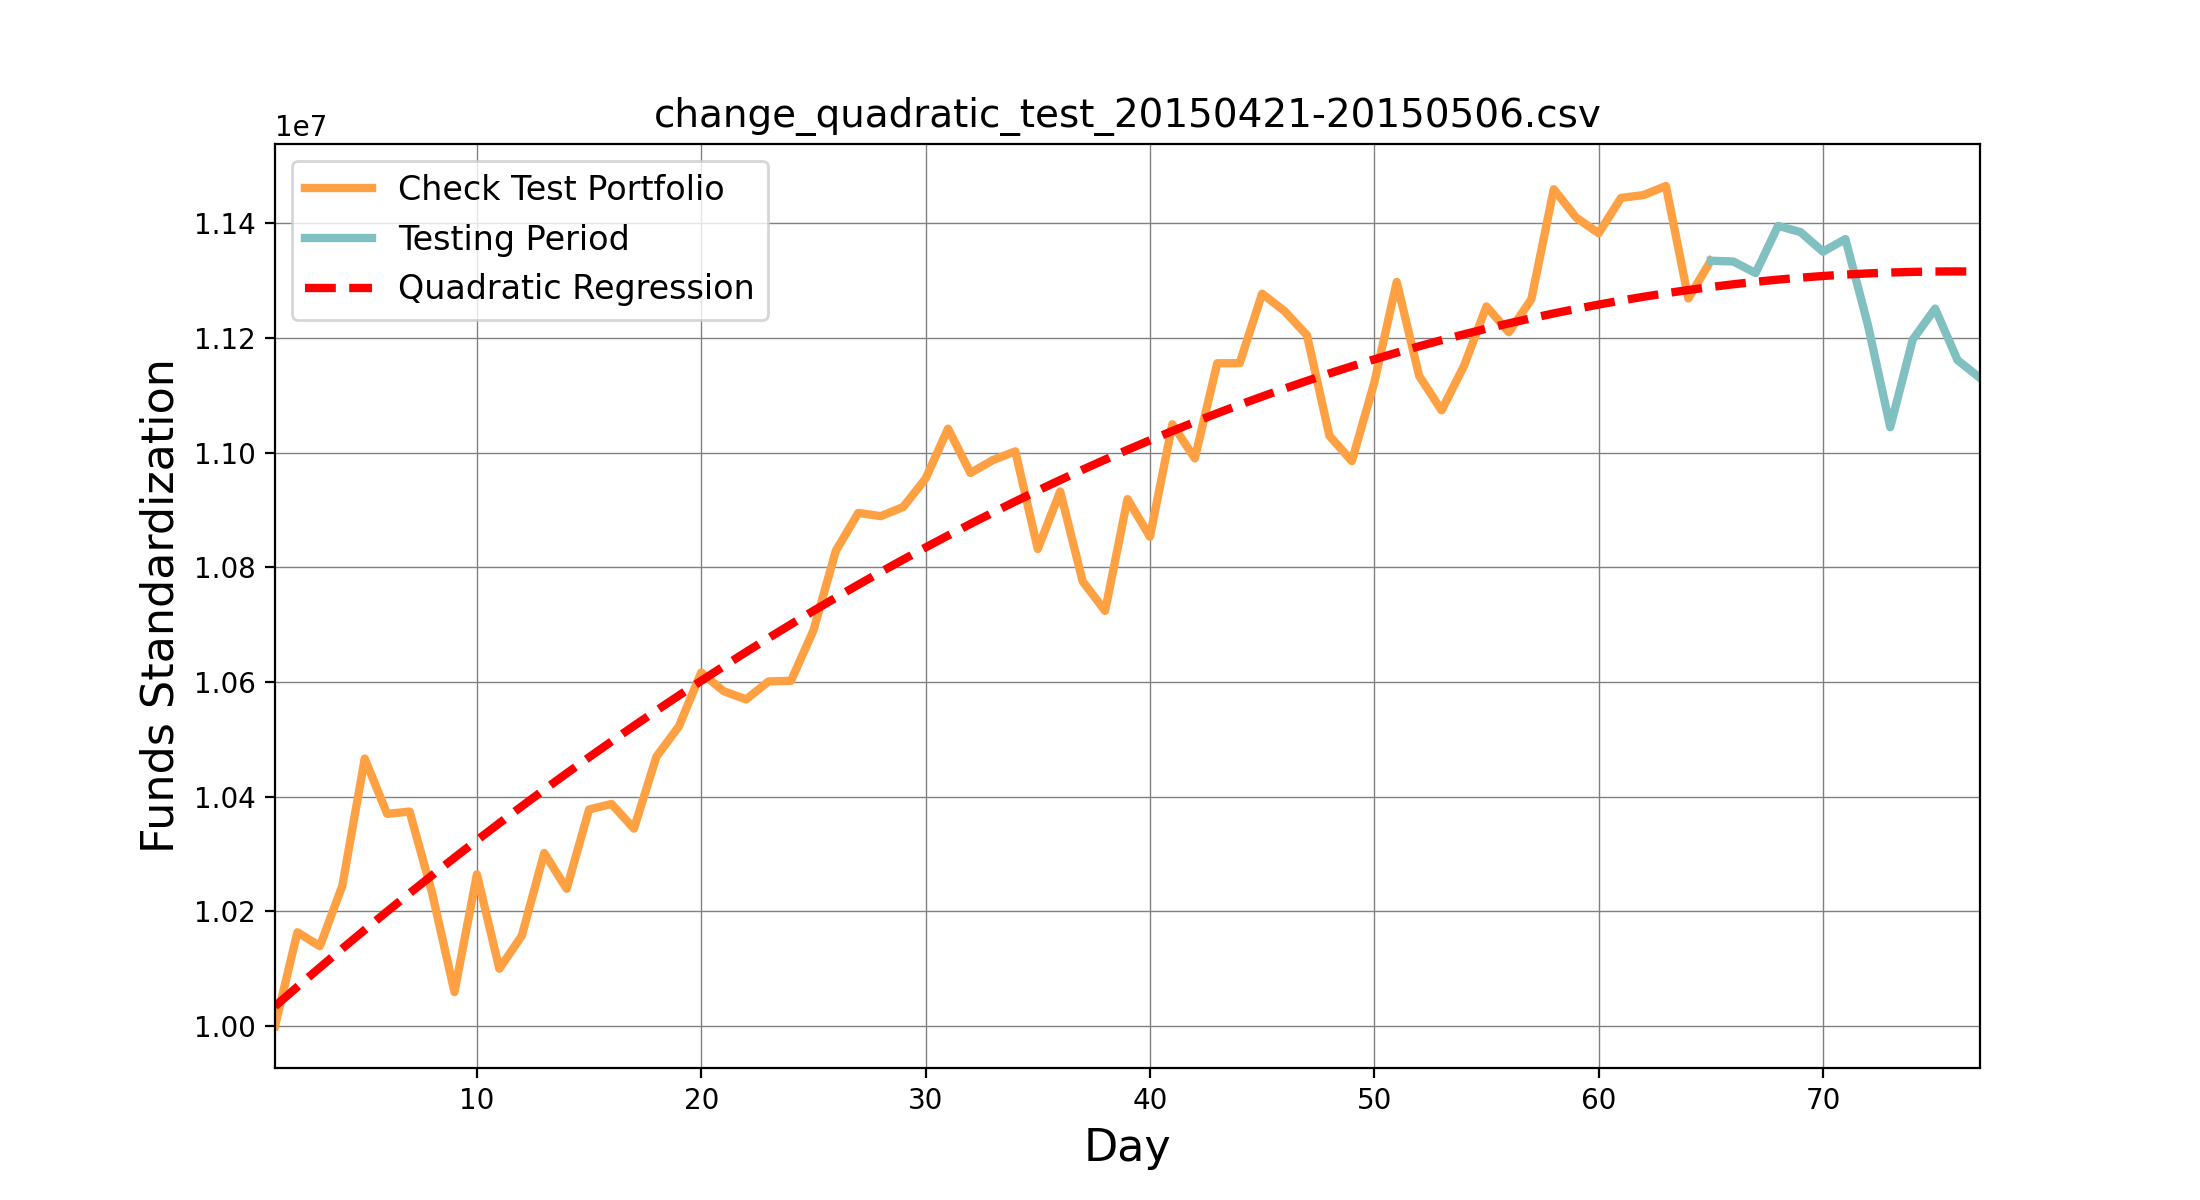 change_quadratic_test_20150421-20150506.csv
1e7
Check Test Portfolio
Testing Period
Quadratic Regression
1.14
1.12
1.10
1.08
1.06
1.04
1.02
1.00
Funds Standardization
10 20 30 40 50 60 70
Day